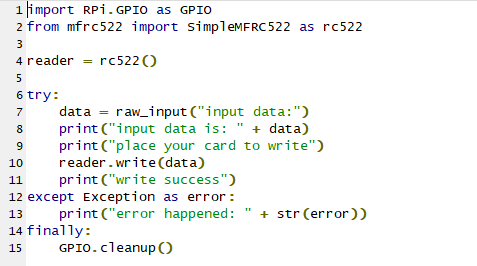 1 import RPi.GPIO as GPIO
2 from mfrc522 import SimpleMFRC522 as rc522
3
4 reader = rc522()
5
6 try:
7     data = raw_input("input data:")
8     print("input data is: " + data)
9     print("place your card to write")
10     reader.write(data)
11     print("write success")
12 except Exception as error:
13     print("error happened: " + str(error))
14 finally:
15     GPIO.cleanup()